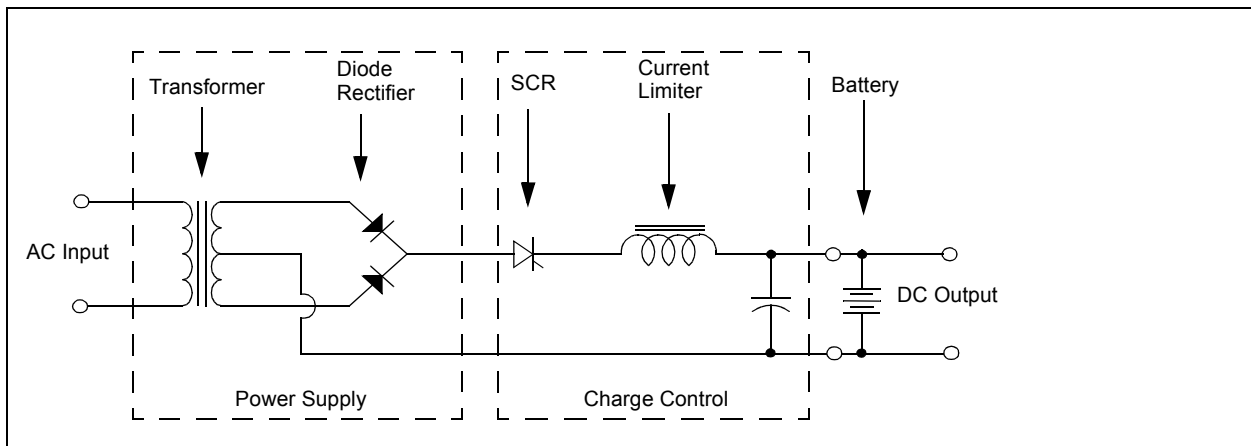 Transformer
Diode
Rectifier
SCR
Current
Limiter
Battery
AC Input
DC Output
Power Supply
Charge Control